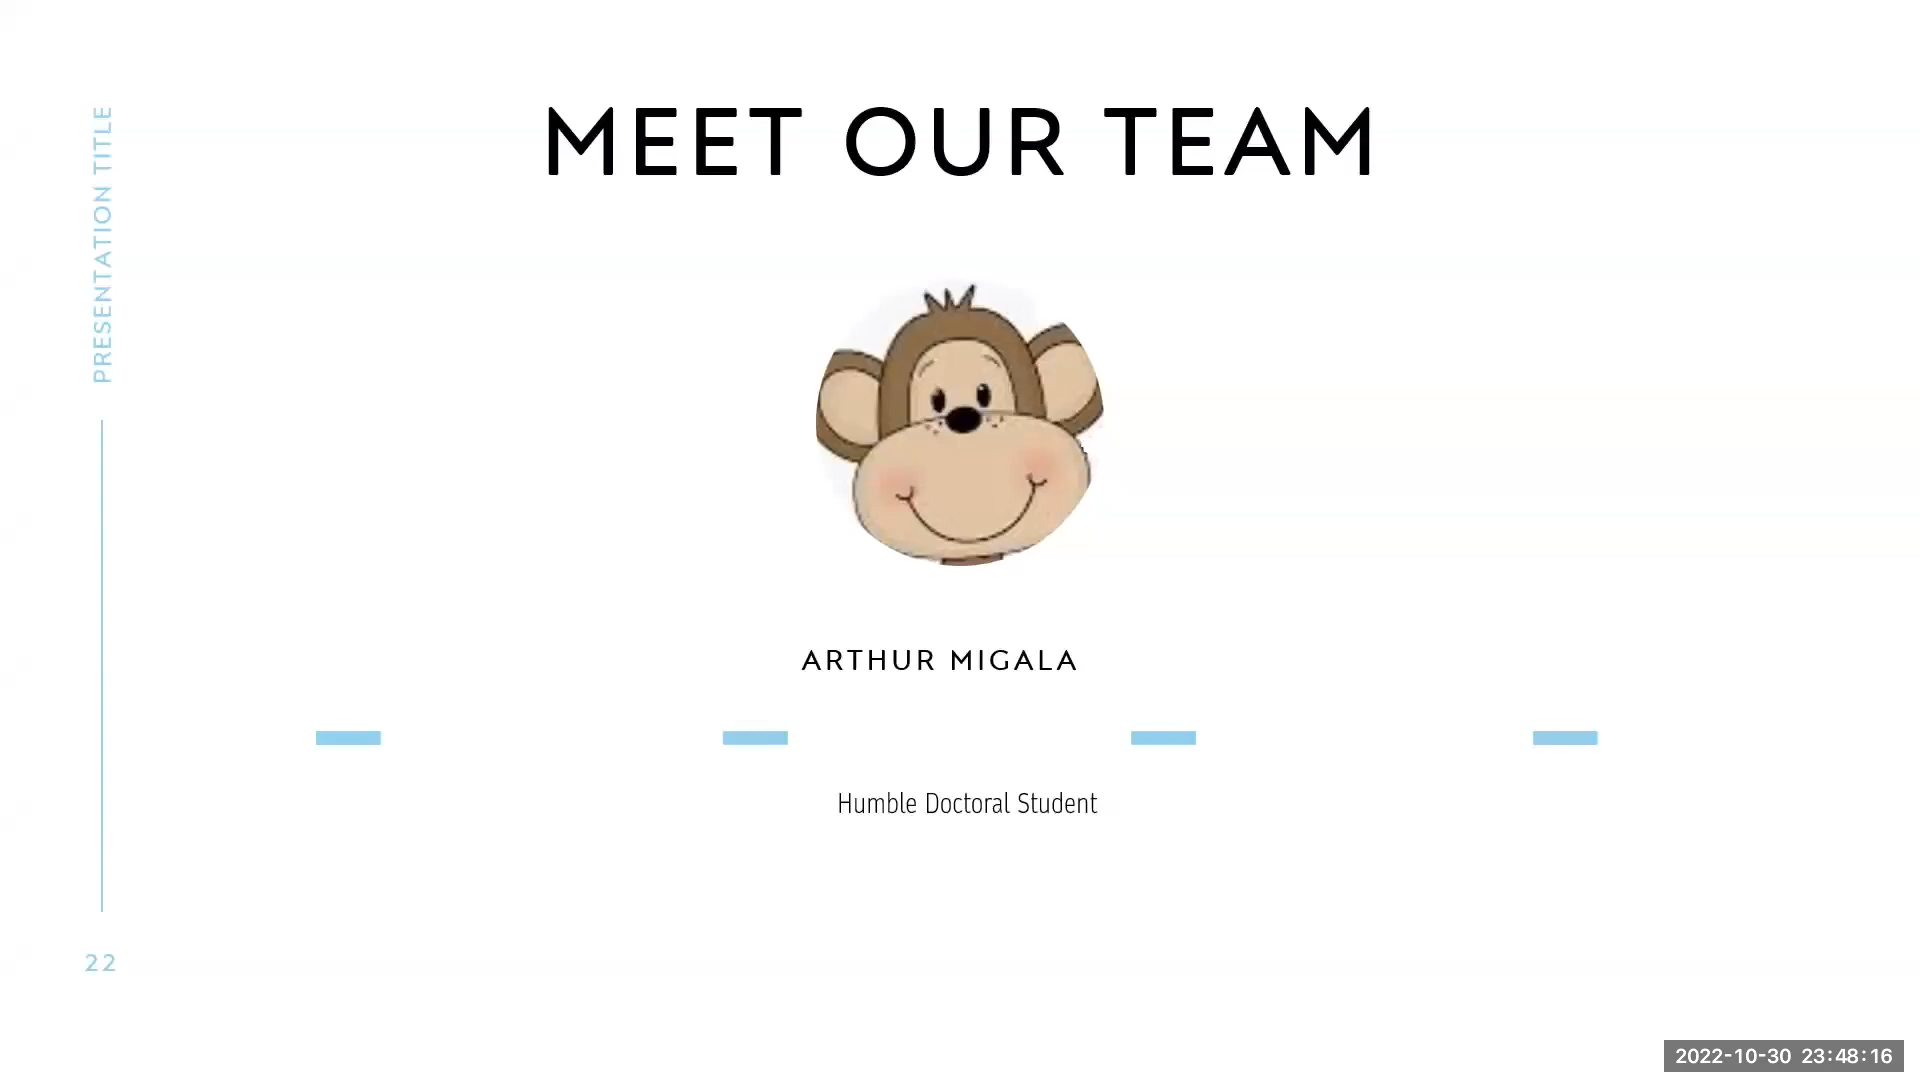 PRESENTATION TITLE
MEET OUR TEAM
ARTHUR MIGALA
Humble Doctoral Student
22
2022-10-30 23:48:16